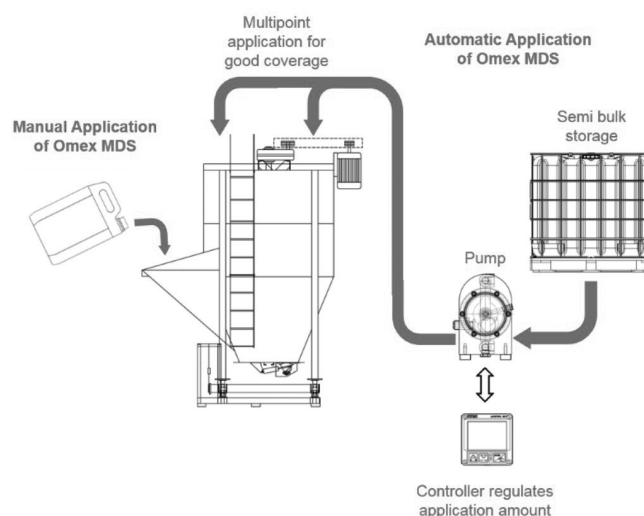 Multipoint
application for
good coverage
Automatic Application
of Omex MDS
Semi bulk
storage
Manual Application
of Omex MDS
Pump
Controller regulates
application amount